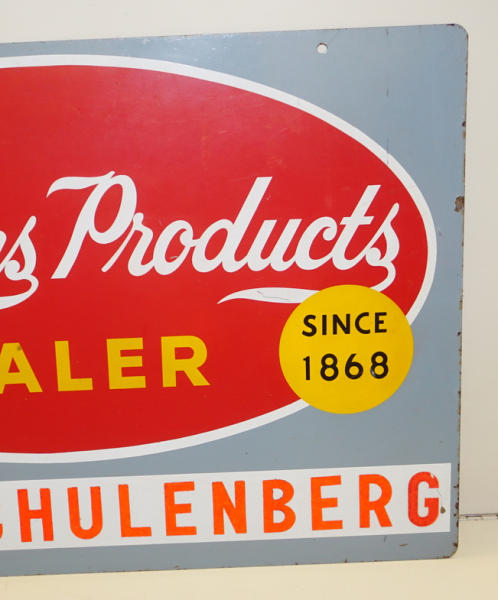 s Products
SINCE
1868
ALER
HULENBERG